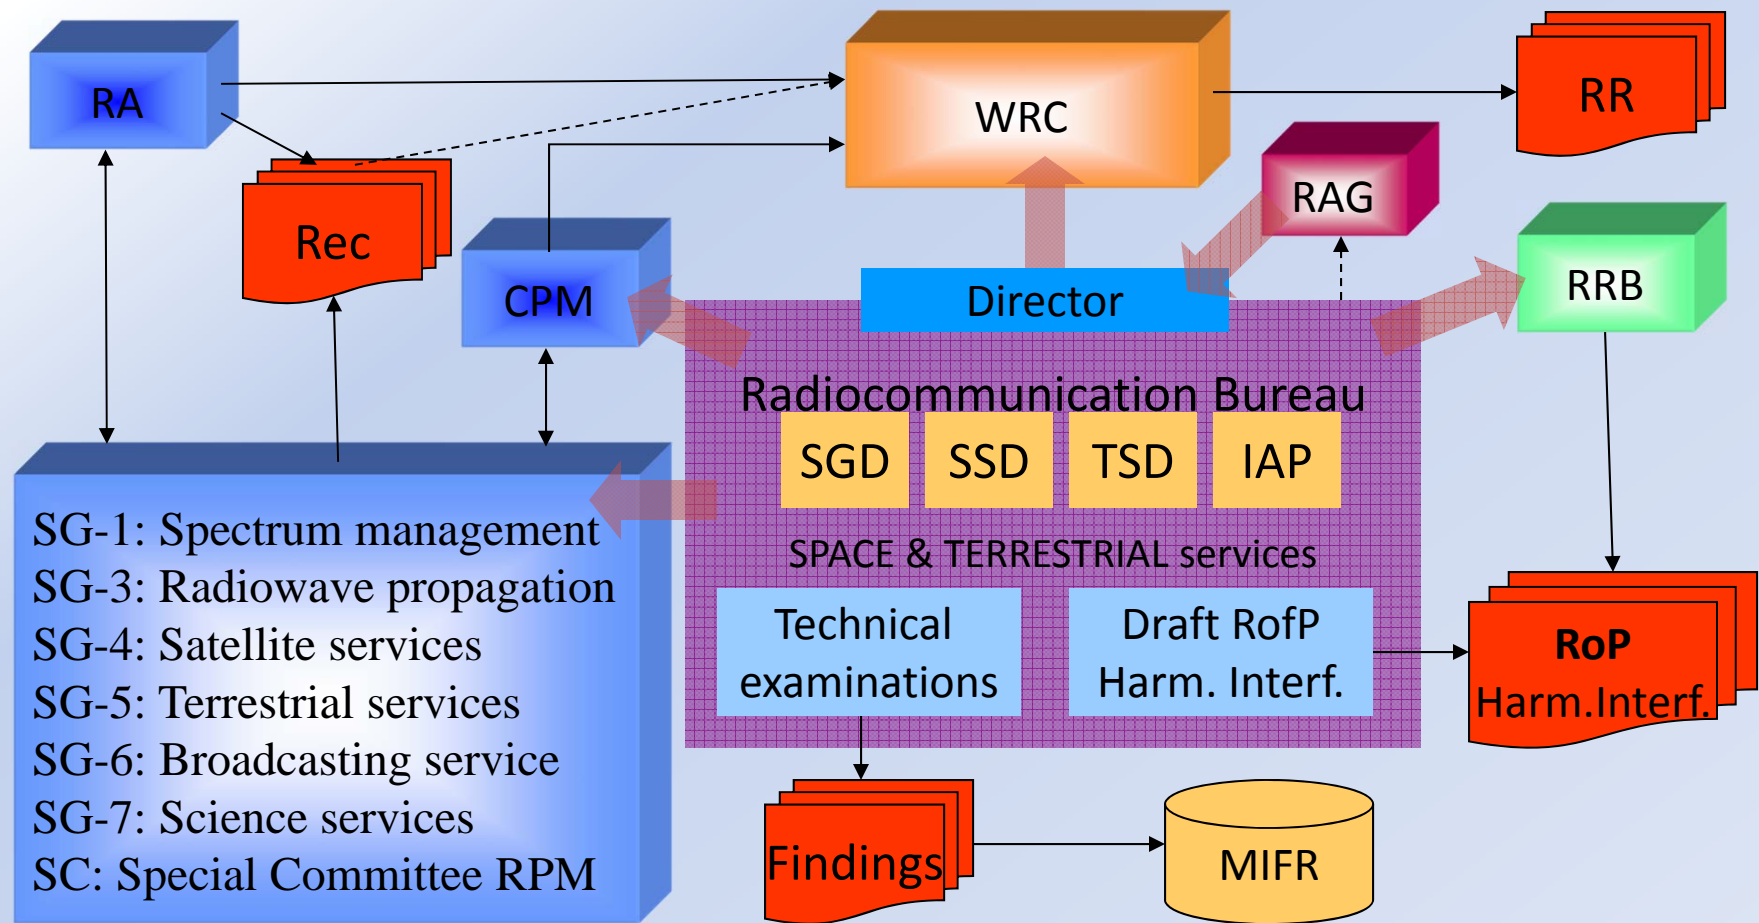 RA
WRC
RR
Rec
RAG
CPM
Director
RRB
Radiocommunication Bureau
SGD
SSD
TSD
IAP
SG-1: Spectrum management
SG-3: Radiowave propagation
SG-4: Satellite services
SG-5: Terrestrial services
SG-6: Broadcasting service
SG-7: Science services
SC: Special Committee RPM
SPACE & TERRESTRIAL services
Technical
examinations
Draft RofP
Harm. Interf.
RoP
Harm.Interf.
Findings
MIFR